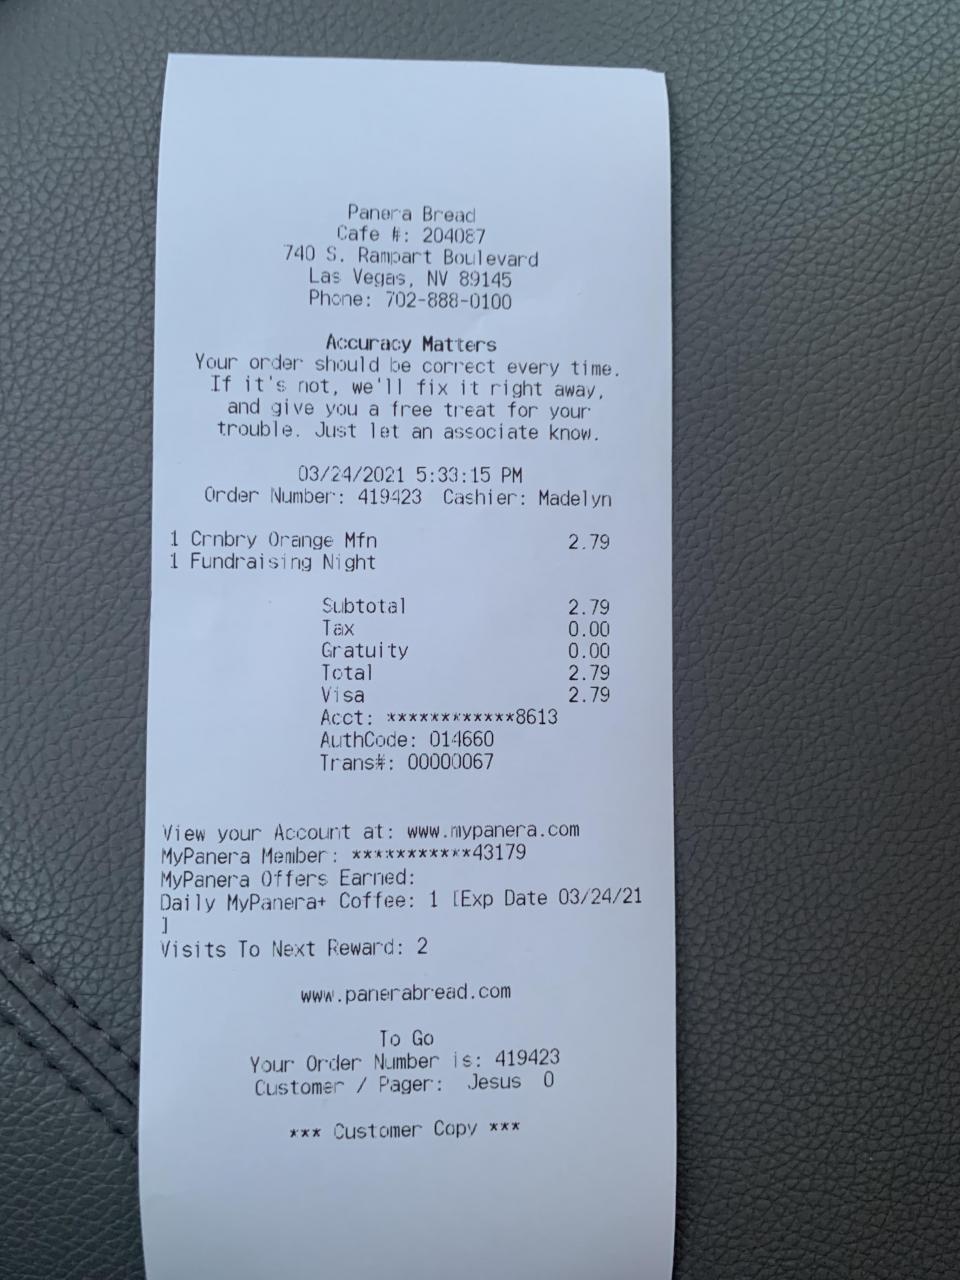 Panera Bread
Cafe #: 204087
740 S. Rampart Boulevard
Las Vegas, NV 89145
Phone: 702-888-0100
Accuracy Matters
Your order should be correct every time.
If it's not, we'll fix it right away,
and give you a free treat for your
trouble. Just let an associate know.
03/24/2021 5:33:15 PM
Order Number: 419423 Cashier: Madelyn
1 Crnbry Orange Mfn 2.79
1 Fundraising Night
Subtotal 2.79
Tax 0.00
Gratuity 0.00
Total 2.79
Visa 2.79
Acct: ************8613
AuthCode: 014660
Trans#: 00000067
View your Account at: www.mypanera.com
MyPanera Member: ***********43179
MyPanera Offers Earned:
Daily MyPanera+ Coffee: 1 [Exp Date 03/24/21
]
Visits To Next Reward: 2
www.panerabread.com
To Go
Your Order Number is: 419423
Customer / Pager: Jesus 0
*** Customer Copy ***